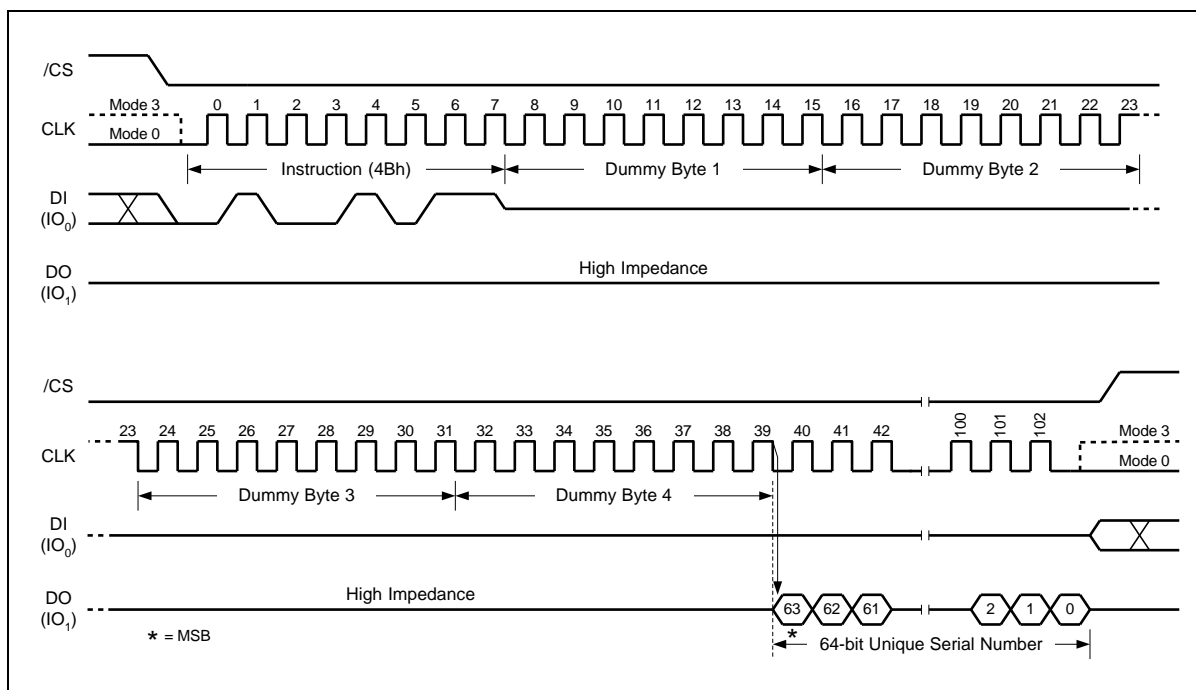 /CS
Mode 3
0 1 2 3 4 5 6 7 8 9 10 11 12 13 14 15 16 17 18 19 20 21 22 23
CLK
Mode 0
Instruction (4Bh) Dummy Byte 1 Dummy Byte 2
DI
(IO0)
High Impedance
DO
(IO1)
/CS
23 24 25 26 27 28 29 30 31 32 33 34 35 36 37 38 39 40 41 42 100 101 102
Mode 3
CLK
Mode 0
Dummy Byte 3 Dummy Byte 4
DI
(IO0)
High Impedance
DO
(IO1)
63 62 61 2 1 0
* = MSB
*
64-bit Unique Serial Number